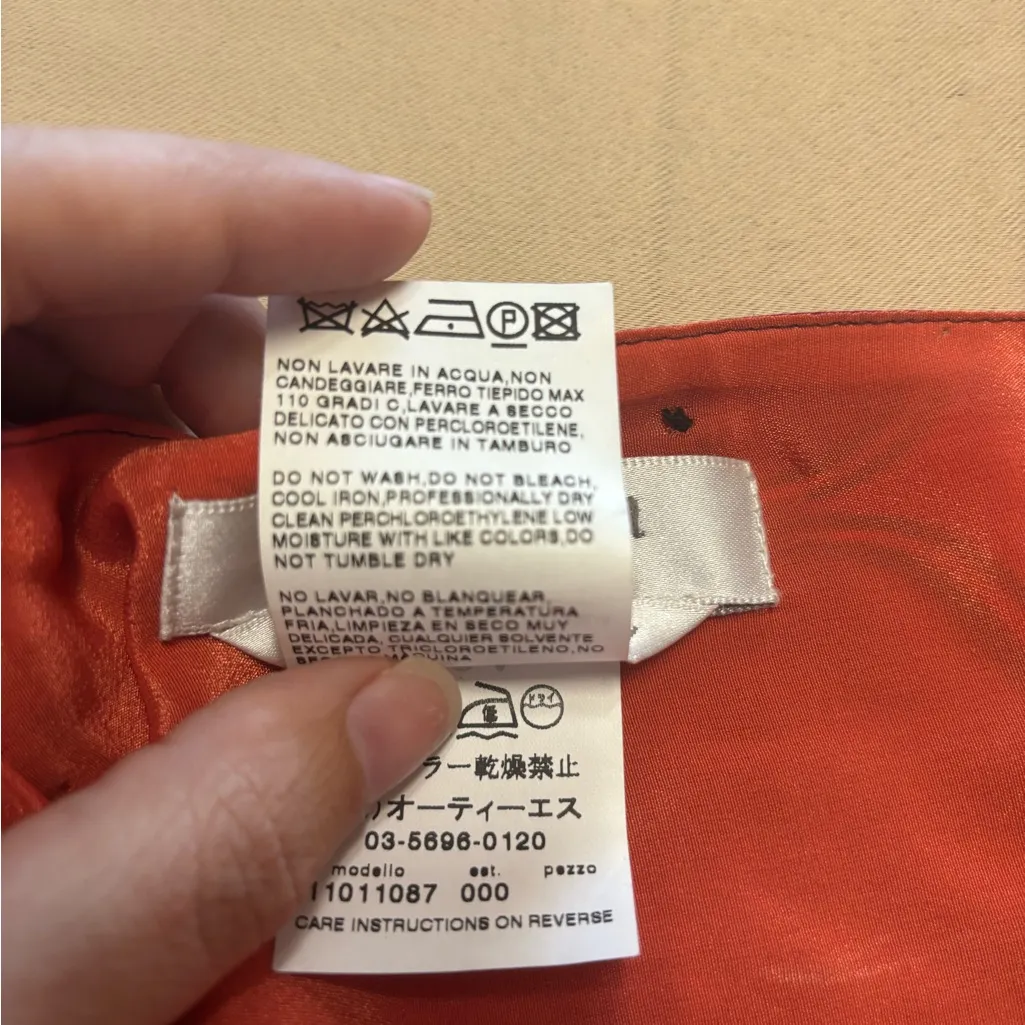 P
NON LAVARE IN ACQUA,NON
CANDEGGIARE,FERRO TIEPIDO MAX
110 GRADI C,LAVARE A SECCO
DELICATO CON PERCLOROETILENE,
NON ASCIUGARE IN TAMBURO
DO NOT WASH,DO NOT BLEACH,
COOL IRON,PROFESSIONALLY DRY
CLEAN PERCHLOROETHYLENE LOW
MOISTURE WITH LIKE COLORS,DO
NOT TUMBLE DRY
NO LAVAR,NO BLANQUEAR,
PLANCHADO A TEMPERATURA
FRIA,LIMPIEZA EN SECO MUY
DELICADA, CUALQUIER SOLVENTE
EXCEPTO TRICLOROETILENO,NO
MAQUINA
低 ドライ
ラー乾燥禁止
オーティーエス
03-5696-0120
modello est. pezzo
11011087 000
CARE INSTRUCTIONS ON REVERSE